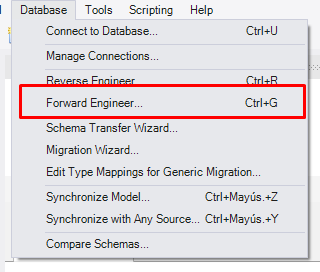 Database Tools Scripting Help
Connect to Database... Ctrl+U
Manage Connections...
Reverse Engineer Ctrl+R
Forward Engineer... Ctrl+G
Schema Transfer Wizard...
Migration Wizard...
Edit Type Mappings for Generic Migration...
Synchronize Model... Ctrl+Mayús.+Z
Synchronize with Any Source... Ctrl+Mayús.+Y
Compare Schemas...